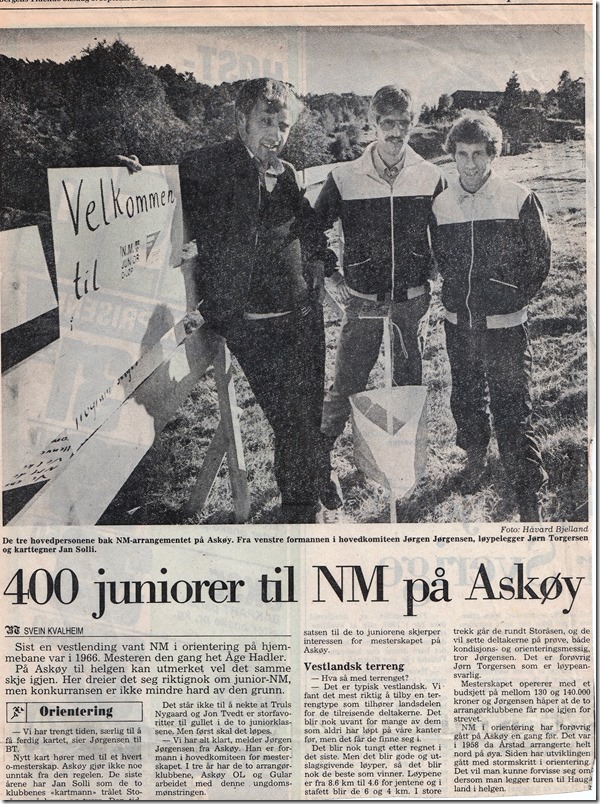 Velkommen
til
N.M.
JUNIOR
Foto: Håvard Bjelland
De tre hovedpersonene bak NM-arrangementet på Askøy. Fra venstre formannen i hovedkomiteen Jørgen Jørgensen, løypelegger Jørn Torgersen
og karttegner Jan Solli.
400 juniorer til NM på Askøy
BT SVEIN KVALHEIM
Sist en vestlending vant NM i orientering på hjem-
mebane var i 1966. Mesteren den gang het Åge Hadler.
På Askøy til helgen kan utmerket vel det samme
skje igjen. Her dreier det seg riktignok om junior-NM,
men konkurransen er ikke mindre hard av den grunn.
Orientering
— Vi har trengt tiden, særlig til å
få ferdig kartet, sier Jørgensen til
BT.
Nytt kart hører med til et hvert
o-mesterskap. Askøy gjør ikke noe
unntak fra den regelen. De siste
årene har Jan Solli som de to
klubbenes «kartmann» trålet Sto-
Det står ikke til å nekte at Truls
Nygaard og Jon Tvedt er storfavo-
ritter til gullet i de to juniorklas-
sene. Men først skal det løpes.
— Vi har alt klart, melder Jørgen
Jørgensen fra Askøy. Han er for-
mann i hovedkomiteen for mester-
skapet. I tre år har de to arrangør-
klubbene, Askøy OL og Gular
arbeidet med denne ungdoms-
mønstringen.
satsen til de to juniorene skjerper
interessen for mesterskapet på
Askøy.
Vestlandsk terreng
— Hva så med terrenget?
— Det er typisk vestlandsk. Vi
fant det mest riktig å tilby en ter-
rengtype som tilhører landsdelen
for de tilreisende deltakerne. Det
blir nok uvant for mange av dem
som aldri har løpt på våre kanter
før, men det får de finne seg i.
Det blir nok tungt etter regnet i
det siste. Men det blir gode og ut-
slagsgivende løyper, så det blir
nok de beste som vinner. Løypene
er fra 8.6 km til 4.6 for jentene og i
stafett blir de 6 og 4 km. I store
trekk går de rundt Storåsen, og de
vil sette deltakerne på prøve, både
kondisjons- og orienteringsmessig,
tror Jørgensen. Det er forøvrig
Jørn Torgersen som er løypean-
svarlig.
Mesterskapet opererer med et
budsjett på mellom 130 og 140.000
kroner og Jørgensen håper at de to
arrangørklubbene får noe igjen for
strevet.
NM i orientering har forøvrig
gått på Askøy en gang før. Det var
i 1958 da Årstad arrangerte helt
nord på øya. Siden har utviklingen
gått med stormskritt i orientering.
Det vil man kunne forvisse seg om
dersom man legger turen til Haug-
land i helgen.